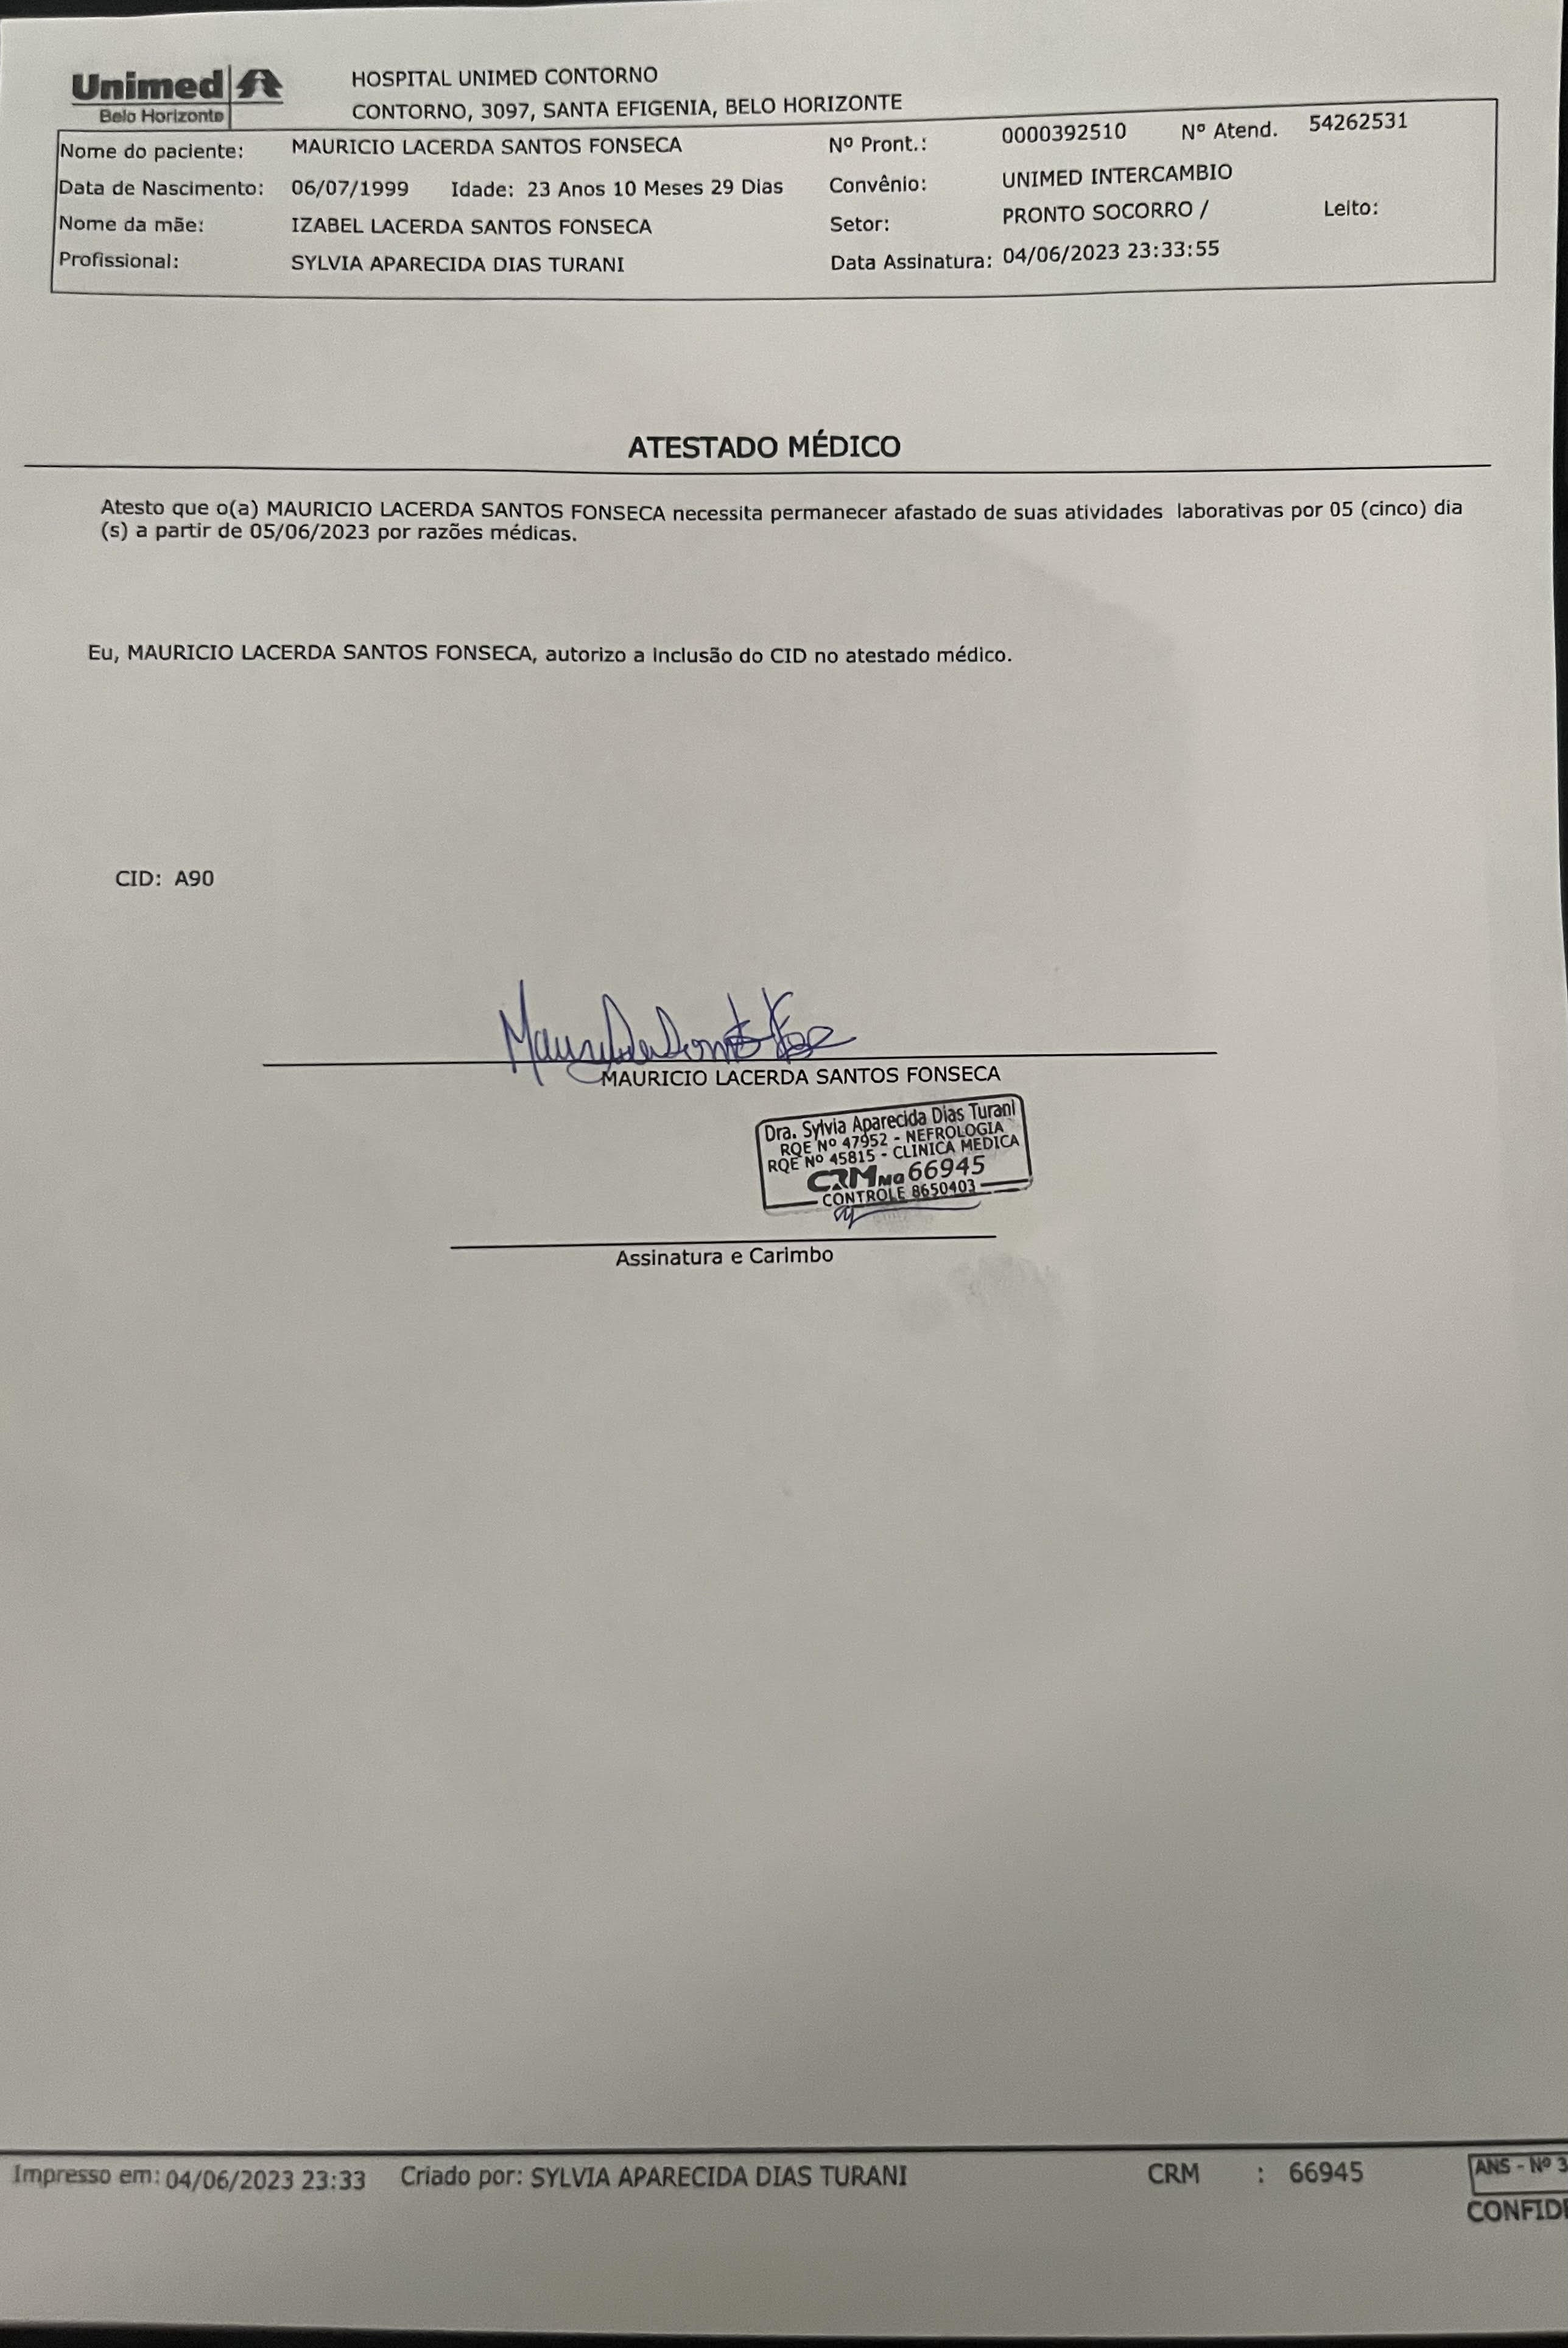 Unimed
Belo Horizonte
HOSPITAL UNIMED CONTORNO
CONTORNO, 3097, SANTA EFIGENIA, BELO HORIZONTE
Nome do paciente: MAURICIO LACERDA SANTOS FONSECA Nº Pront.: 0000392510 Nº Atend. 54262531
Data de Nascimento: 06/07/1999 Idade: 23 Anos 10 Meses 29 Dias Convênio: UNIMED INTERCAMBIO
Nome da mãe: IZABEL LACERDA SANTOS FONSECA Setor: PRONTO SOCORRO / Leito:
Profissional: SYLVIA APARECIDA DIAS TURANI Data Assinatura: 04/06/2023 23:33:55
ATESTADO MÉDICO
Atesto que o(a) MAURICIO LACERDA SANTOS FONSECA necessita permanecer afastado de suas atividades laborativas por 05 (cinco) dia
(s) a partir de 05/06/2023 por razões médicas.
Eu, MAURICIO LACERDA SANTOS FONSECA, autorizo a inclusão do CID no atestado médico.
CID: A90
MAURICIO LACERDA SANTOS FONSECA
Dra. Sylvia Aparecida Dias Turani
RQE Nº 47952 - NEFROLOGIA
RQE Nº 45815 - CLINICA MEDICA
CRM MG 66945
CONTROLE 8650403
Assinatura e Carimbo
Impresso em: 04/06/2023 23:33 Criado por: SYLVIA APARECIDA DIAS TURANI CRM : 66945
ANS - Nº 3
CONFID